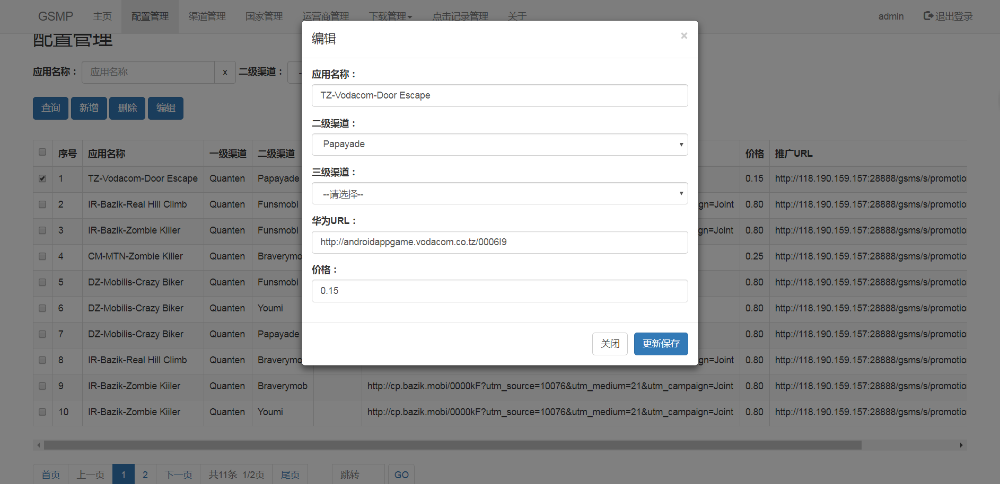 GSMP 主页 配置管理 渠道管理 国家管理 运营商管理 下载管理 点击记录管理 关于 admin 退出登录
配置管理
应用名称： 应用名称 x 二级渠道：
查询 新增 删除 编辑
编辑 ×
应用名称：
TZ-Vodacom-Door Escape
二级渠道：
Papayade
三级渠道：
--请选择--
华为URL：
http://androidappgame.vodacom.co.tz/0006I9
价格：
0.15
关闭 更新保存
序号 应用名称 一级渠道 二级渠道 价格 推广URL
1 TZ-Vodacom-Door Escape Quanten Papayade 0.15 http://118.190.159.157:28888/gsms/s/promotio
2 IR-Bazik-Real Hill Climb Quanten Funsmobi gn=Joint 0.80 http://118.190.159.157:28888/gsms/s/promotio
3 IR-Bazik-Zombie Kiiler Quanten Funsmobi gn=Joint 0.80 http://118.190.159.157:28888/gsms/s/promotio
4 CM-MTN-Zombie Killer Quanten Braverymo 0.25 http://118.190.159.157:28888/gsms/s/promotio
5 DZ-Mobilis-Crazy Biker Quanten Funsmobi 0.80 http://118.190.159.157:28888/gsms/s/promotio
6 DZ-Mobilis-Crazy Biker Quanten Youmi 0.80 http://118.190.159.157:28888/gsms/s/promotio
7 DZ-Mobilis-Crazy Biker Quanten Papayade 0.80 http://118.190.159.157:28888/gsms/s/promotio
8 IR-Bazik-Real Hill Climb Quanten Braverymo gn=Joint 0.80 http://118.190.159.157:28888/gsms/s/promotio
9 IR-Bazik-Zombie Kiiler Quanten Braverymob http://cp.bazik.mobi/0000kF?utm_source=10076&utm_medium=21&utm_campaign=Joint 0.80 http://118.190.159.157:28888/gsms/s/promotio
10 IR-Bazik-Zombie Kiiler Quanten Youmi http://cp.bazik.mobi/0000kF?utm_source=10076&utm_medium=21&utm_campaign=Joint 0.80 http://118.190.159.157:28888/gsms/s/promotio
首页 上一页 1 2 下一页 共11条 1/2页 尾页 跳转 GO